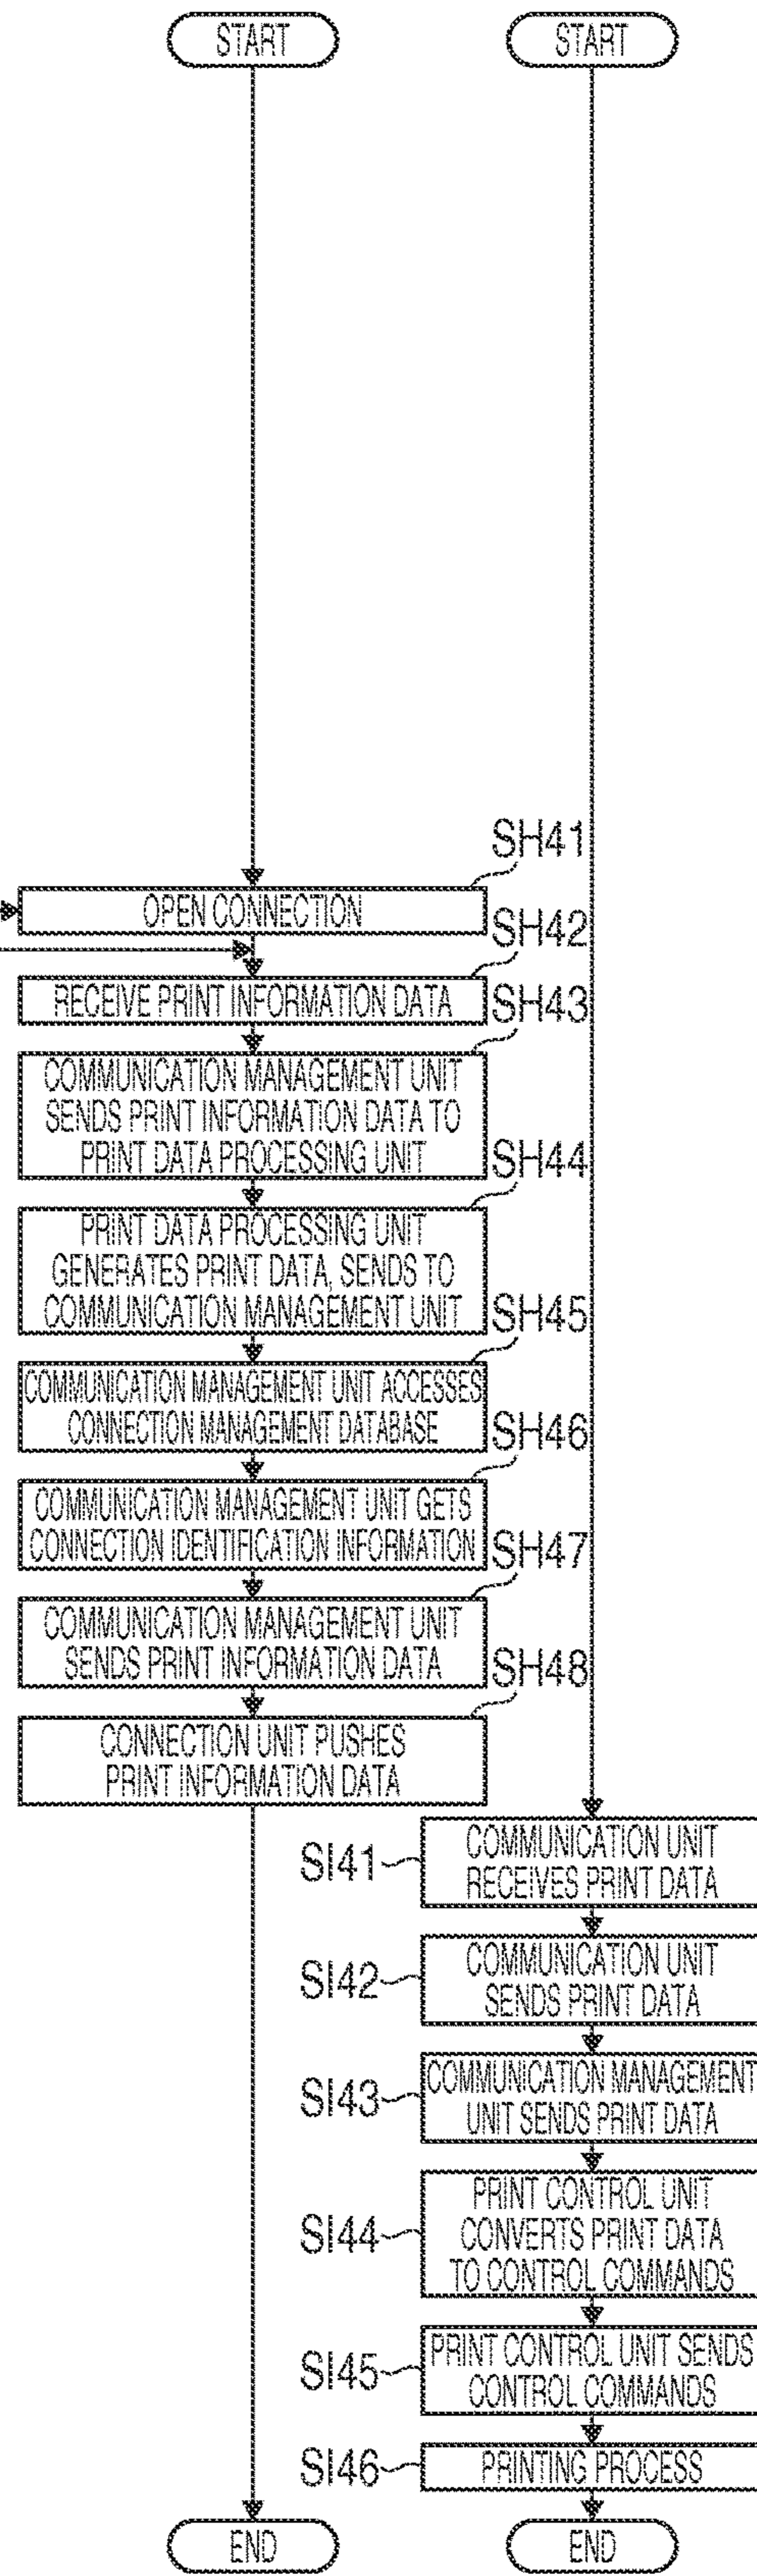 START
START
SH41
OPEN CONNECTION
SH42
RECEIVE PRINT INFORMATION DATA
SH43
COMMUNICATION MANAGEMENT UNIT
SENDS PRINT INFORMATION DATA TO
PRINT DATA PROCESSING UNIT
SH44
PRINT DATA PROCESSING UNIT
GENERATES PRINT DATA, SENDS TO
COMMUNICATION MANAGEMENT UNIT
SH45
COMMUNICATION MANAGEMENT UNIT ACCESSES
CONNECTION MANAGEMENT DATABASE
SH46
COMMUNICATION MANAGEMENT UNIT GETS
CONNECTION IDENTIFICATION INFORMATION
SH47
COMMUNICATION MANAGEMENT UNIT
SENDS PRINT INFORMATION DATA
SH48
CONNECTION UNIT PUSHES
PRINT INFORMATION DATA
SI41
COMMUNICATION UNIT
RECEIVES PRINT DATA
SI42
COMMUNICATION UNIT
SENDS PRINT DATA
SI43
COMMUNICATION MANAGEMENT
UNIT SENDS PRINT DATA
SI44
PRINT CONTROL UNIT
CONVERTS PRINT DATA
TO CONTROL COMMANDS
SI45
PRINT CONTROL UNIT SENDS
CONTROL COMMANDS
SI46
PRINTING PROCESS
END
END